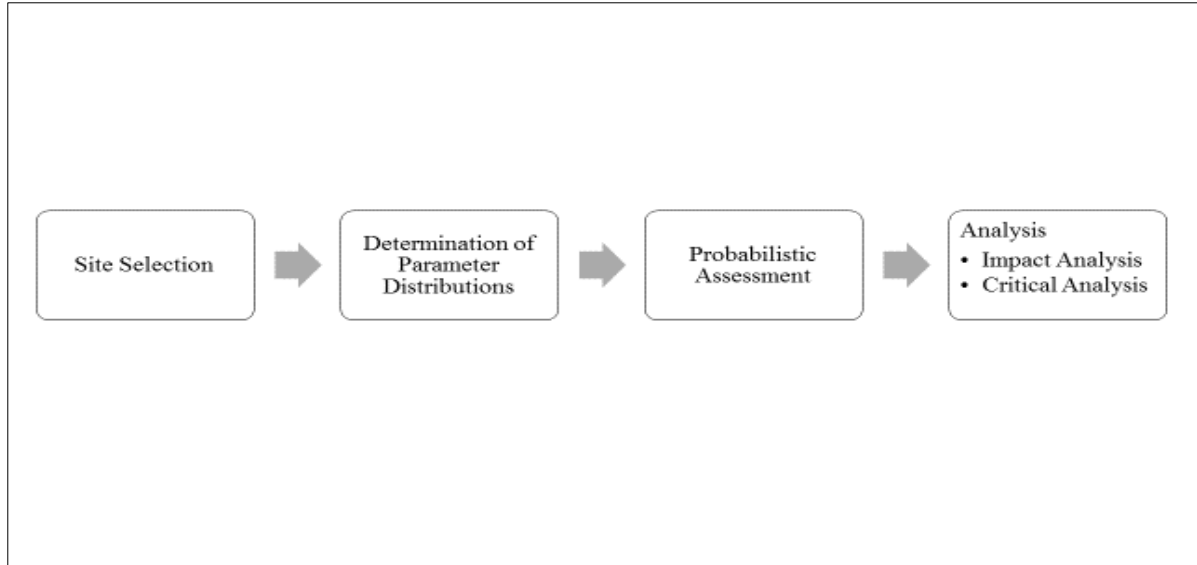 Site Selection
Determination of
Parameter
Distributions
Probabilistic
Assessment
Analysis
• Impact Analysis
• Critical Analysis